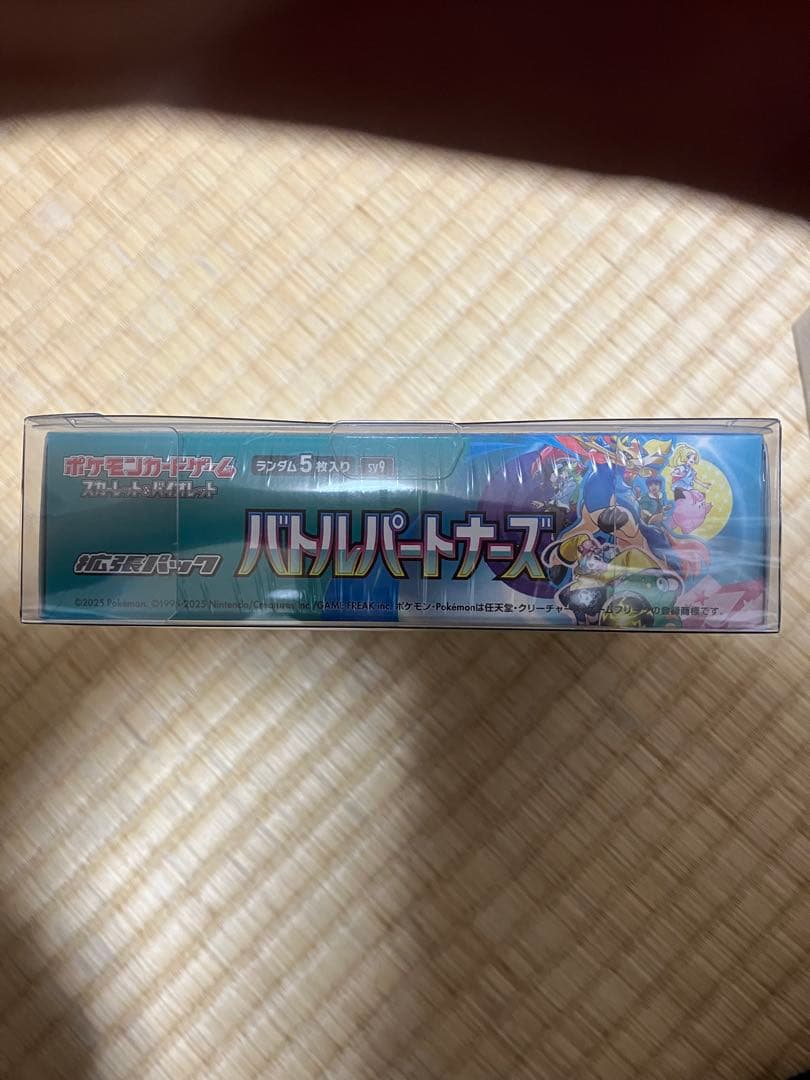 ポケモンカードゲーム
スカーレット&バイオレット
ランダム5枚入り sv9
拡張パック
バトルパートナーズ
©2025 Pokémon. ©1995-2025 Nintendo/Creatures Inc./GAME FREAK inc. ポケモン・Pokémonは任天堂・クリーチャーズ・ゲームフリークの登録商標です。